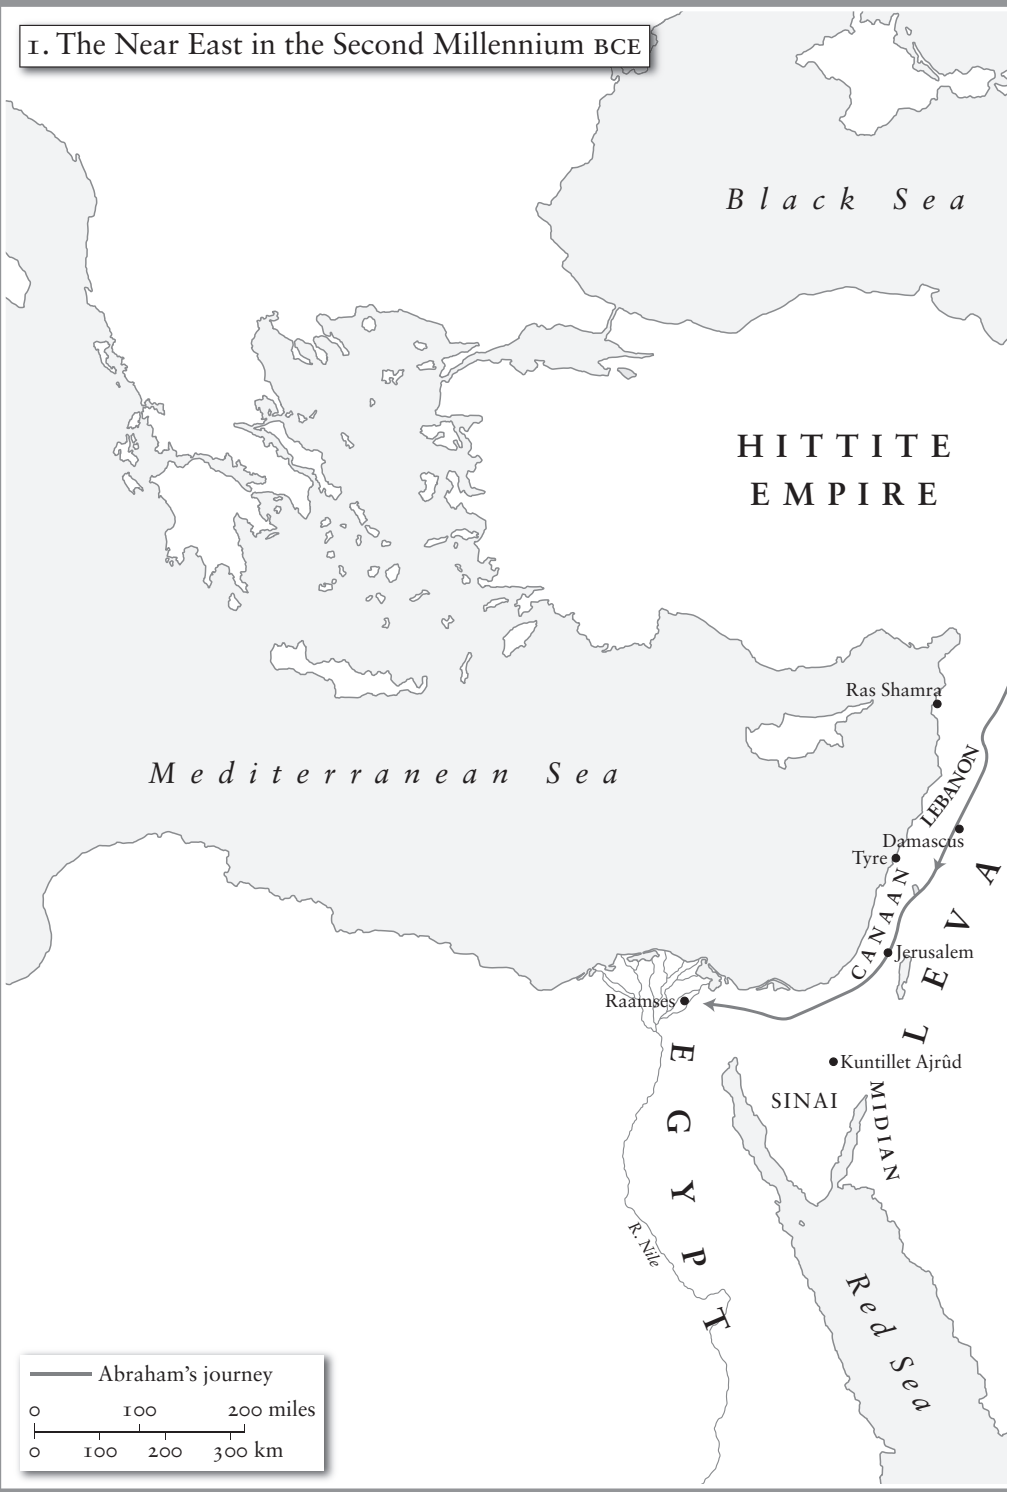 1. The Near East in the Second Millennium BCE
Black Sea
HITTITE
EMPIRE
Ras Shamra
Mediterranean Sea
LEBANON
Damascus
Tyre
CANAAN
LEVA
Jerusalem
Raamses
EGYPT
Kuntillet Ajrûd
SINAI
MIDIAN
R. Nile
Red Sea
Abraham’s journey
0 100 200 miles
0 100 200 300 km